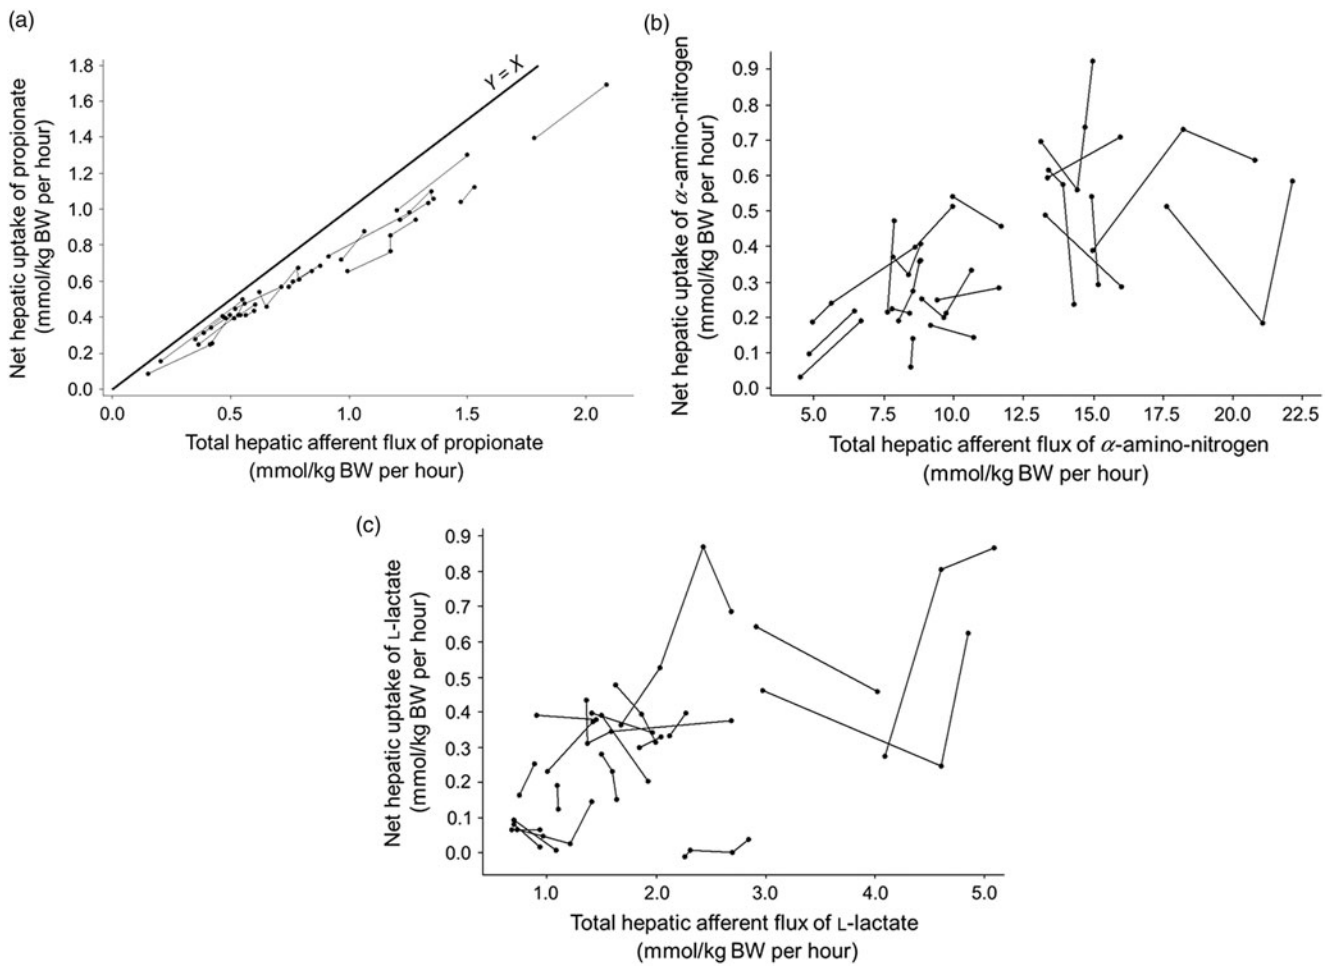 (a)
Net hepatic uptake of propionate
(mmol/kg BW per hour)
1.8
1.6
1.4
1.2
1.0
0.8
0.6
0.4
0.2
0.0
Y = X
0.0 0.5 1.0 1.5 2.0
Total hepatic afferent flux of propionate
(mmol/kg BW per hour)
(b)
Net hepatic uptake of α-amino-nitrogen
(mmol/kg BW per hour)
0.9
0.8
0.7
0.6
0.5
0.4
0.3
0.2
0.1
0.0
5.0 7.5 10.0 12.5 15.0 17.5 20.0 22.5
Total hepatic afferent flux of α-amino-nitrogen
(mmol/kg BW per hour)
(c)
Net hepatic uptake of L-lactate
(mmol/kg BW per hour)
0.9
0.8
0.7
0.6
0.5
0.4
0.3
0.2
0.1
0.0
1.0 2.0 3.0 4.0 5.0
Total hepatic afferent flux of L-lactate
(mmol/kg BW per hour)